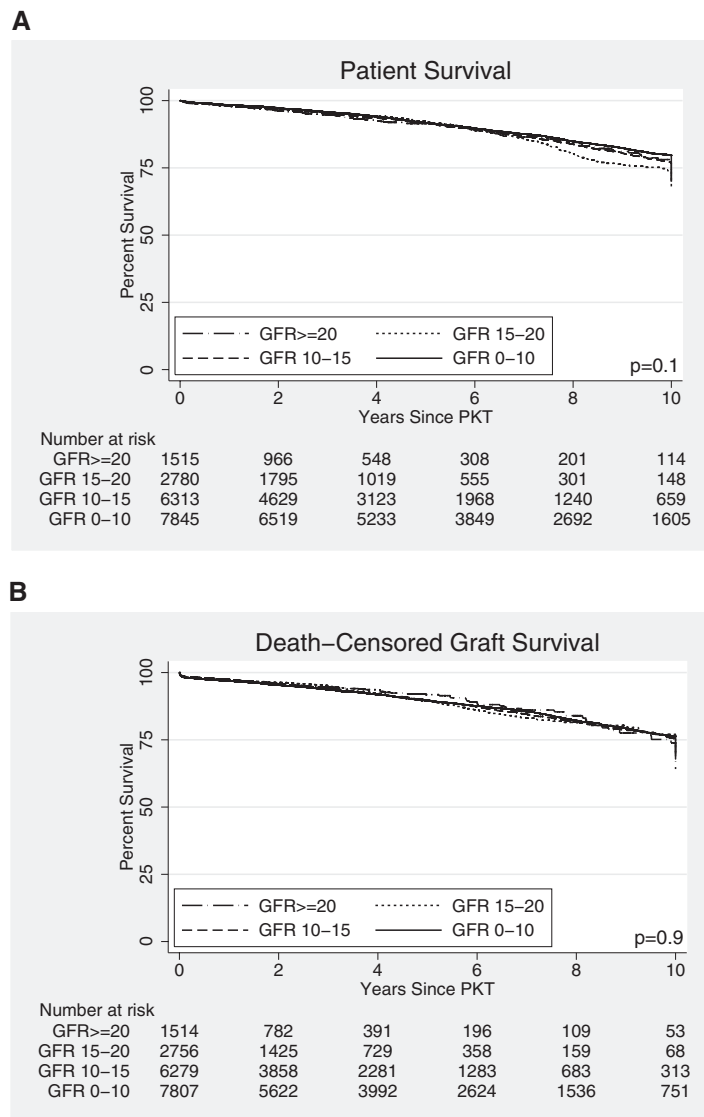 A
Patient Survival
Percent Survival
100
75
50
25
0
GFR>=20 GFR 15–20
GFR 10–15 GFR 0–10
p=0.1
0 2 4 6 8 10
Years Since PKT
Number at risk
GFR>=20 1515 966 548 308 201 114
GFR 15–20 2780 1795 1019 555 301 148
GFR 10–15 6313 4629 3123 1968 1240 659
GFR 0–10 7845 6519 5233 3849 2692 1605
B
Death–Censored Graft Survival
Percent Survival
100
75
50
25
0
GFR>=20 GFR 15–20
GFR 10–15 GFR 0–10
p=0.9
0 2 4 6 8 10
Years Since PKT
Number at risk
GFR>=20 1514 782 391 196 109 53
GFR 15–20 2756 1425 729 358 159 68
GFR 10–15 6279 3858 2281 1283 683 313
GFR 0–10 7807 5622 3992 2624 1536 751